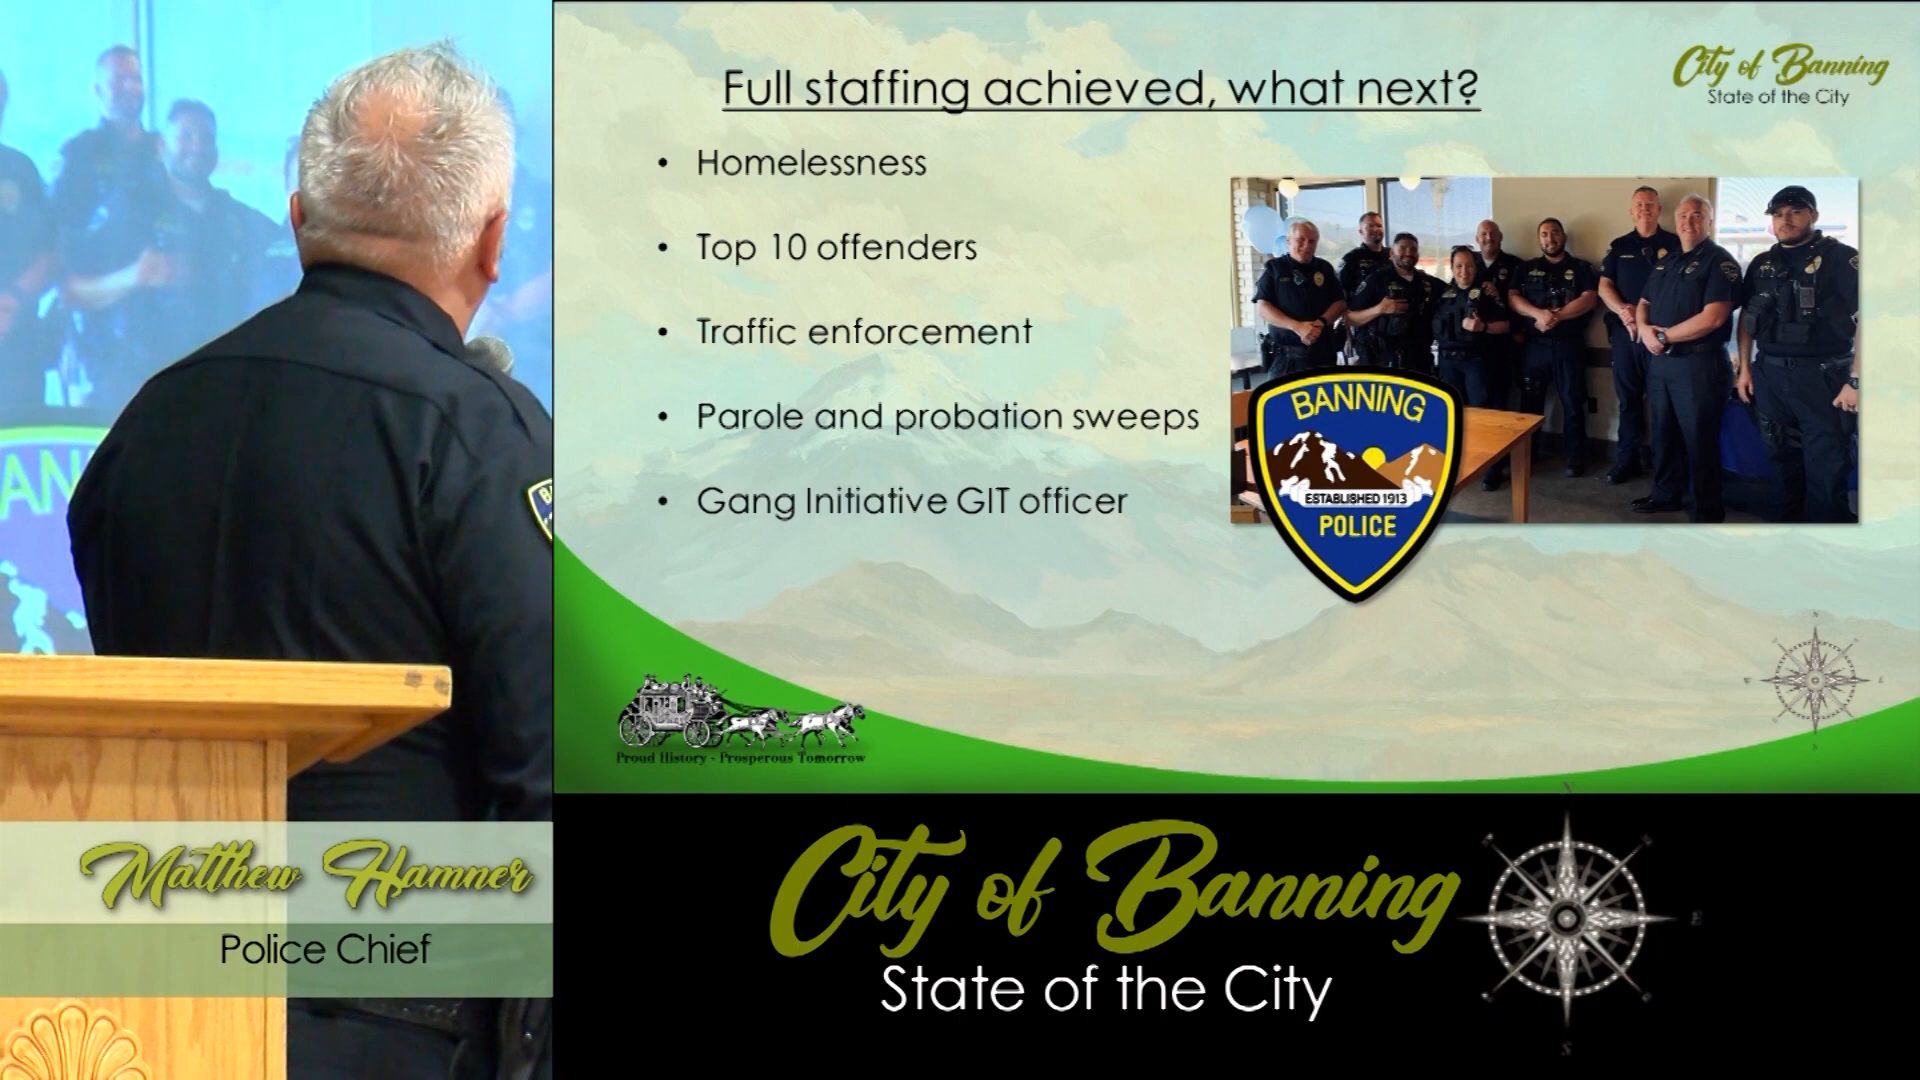 Full staffing achieved, what next?
City of Banning
State of the City
• Homelessness
• Top 10 offenders
• Traffic enforcement
• Parole and probation sweeps
• Gang Initiative GIT officer
BANNING
ESTABLISHED 1913
POLICE
Proud History - Prosperous Tomorrow
Matthew Hamner
Police Chief
City of Banning
State of the City
N
E
S